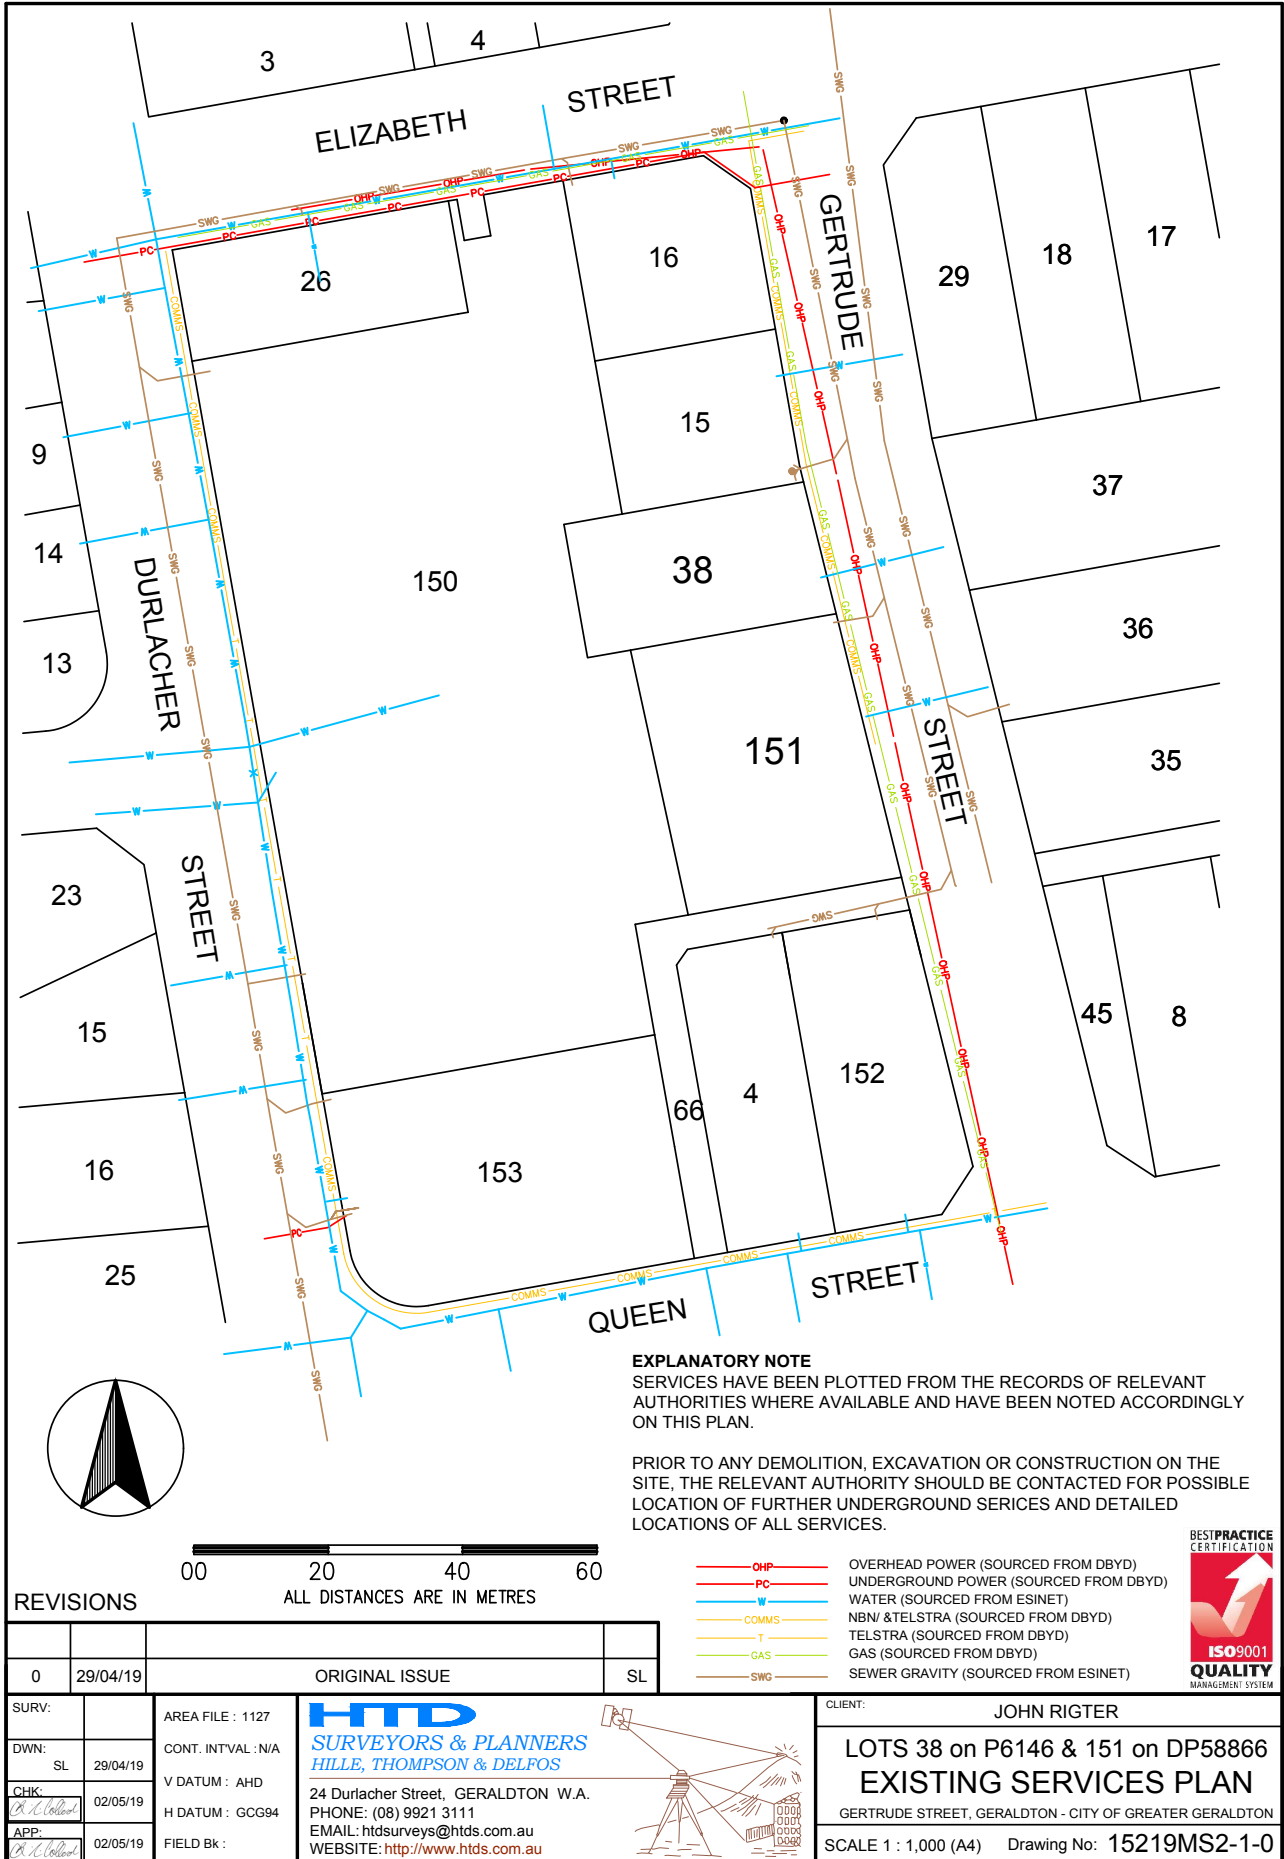 3
4
ELIZABETH
STREET
26
16
GERTRUDE
29
18
17
15
9
37
14
150
38
DURLACHER
36
13
151
STREET
35
STREET
23
15
45
8
152
4
66
16
153
25
QUEEN
STREET
SWG
OHP
PC
W
GAS
COMMS
T
EXPLANATORY NOTE
SERVICES HAVE BEEN PLOTTED FROM THE RECORDS OF RELEVANT
AUTHORITIES WHERE AVAILABLE AND HAVE BEEN NOTED ACCORDINGLY
ON THIS PLAN.
PRIOR TO ANY DEMOLITION, EXCAVATION OR CONSTRUCTION ON THE
SITE, THE RELEVANT AUTHORITY SHOULD BE CONTACTED FOR POSSIBLE
LOCATION OF FURTHER UNDERGROUND SERICES AND DETAILED
LOCATIONS OF ALL SERVICES.
00 20 40 60
ALL DISTANCES ARE IN METRES
OHP OVERHEAD POWER (SOURCED FROM DBYD)
PC UNDERGROUND POWER (SOURCED FROM DBYD)
W WATER (SOURCED FROM ESINET)
COMMS NBN/ &TELSTRA (SOURCED FROM DBYD)
T TELSTRA (SOURCED FROM DBYD)
GAS GAS (SOURCED FROM DBYD)
SWG SEWER GRAVITY (SOURCED FROM ESINET)
BESTPRACTICE
CERTIFICATION
ISO9001
QUALITY
MANAGEMENT SYSTEM
REVISIONS
0 29/04/19 ORIGINAL ISSUE SL
SURV:
DWN: SL 29/04/19
CHK: 02/05/19
APP: 02/05/19
AREA FILE : 1127
CONT. INT'VAL : N/A
V DATUM : AHD
H DATUM : GCG94
FIELD Bk :
HTD
SURVEYORS & PLANNERS
HILLE, THOMPSON & DELFOS
24 Durlacher Street, GERALDTON W.A.
PHONE: (08) 9921 3111
EMAIL: htdsurveys@htds.com.au
WEBSITE: http://www.htds.com.au
CLIENT: JOHN RIGTER
LOTS 38 on P6146 & 151 on DP58866
EXISTING SERVICES PLAN
GERTRUDE STREET, GERALDTON - CITY OF GREATER GERALDTON
SCALE 1 : 1,000 (A4) Drawing No: 15219MS2-1-0